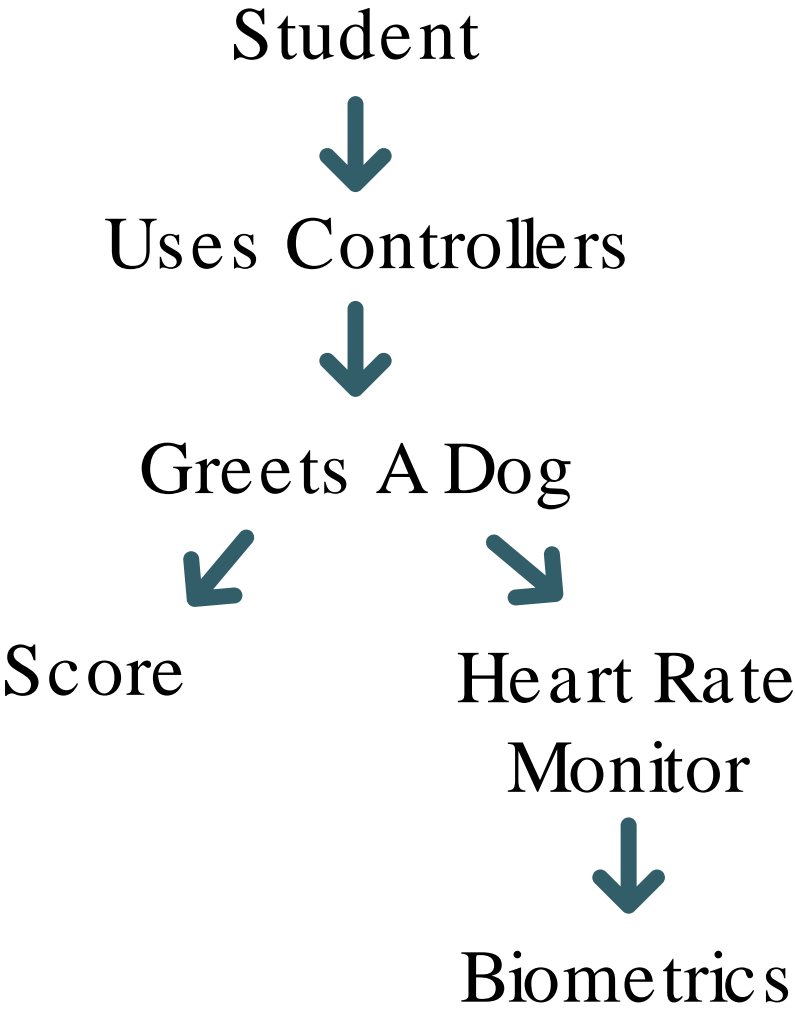 Student
Uses Controllers
Greets A Dog
Score
Heart Rate
Monitor
Biometrics